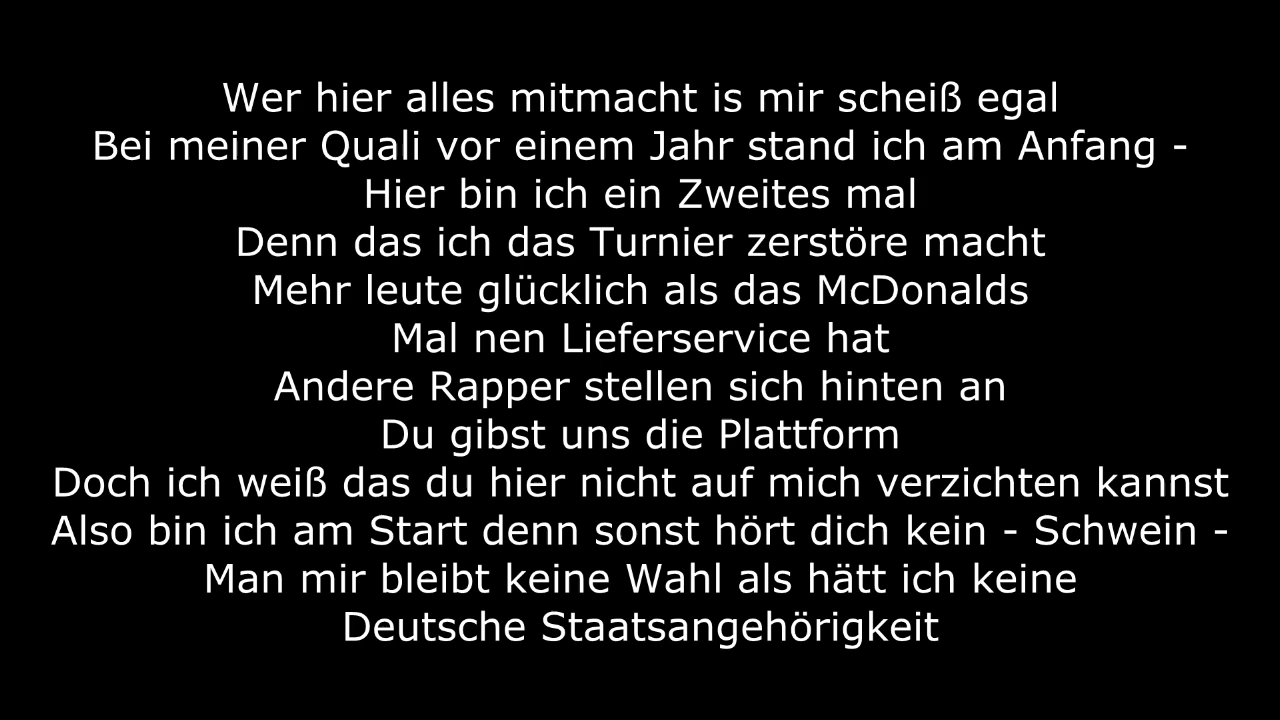 Wer hier alles mitmacht is mir scheiß egal
Bei meiner Quali vor einem Jahr stand ich am Anfang -
Hier bin ich ein Zweites mal
Denn das ich das Turnier zerstöre macht
Mehr leute glücklich als das McDonalds
Mal nen Lieferservice hat
Andere Rapper stellen sich hinten an
Du gibst uns die Plattform
Doch ich weiß das du hier nicht auf mich verzichten kannst
Also bin ich am Start denn sonst hört dich kein - Schwein -
Man mir bleibt keine Wahl als hätt ich keine
Deutsche Staatsangehörigkeit